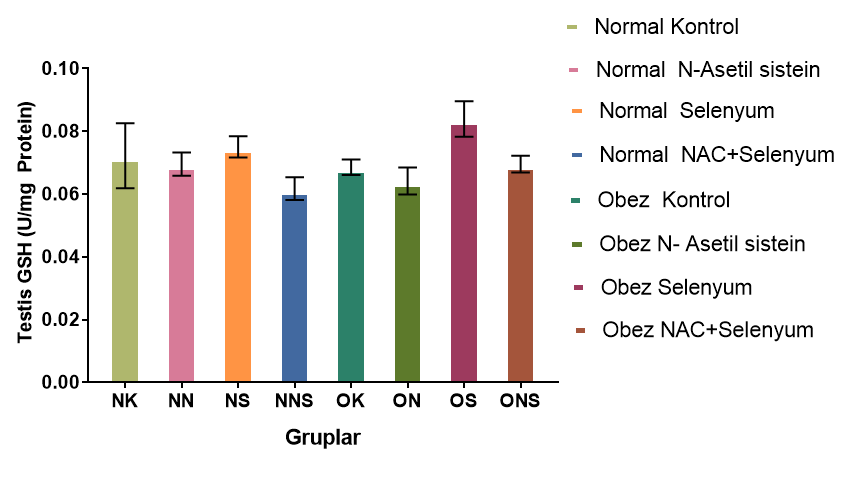 Normal Kontrol
Normal N-Asetil sistein
Normal Selenyum
Normal NAC+Selenyum
Obez Kontrol
Obez N- Asetil sistein
Obez Selenyum
Obez NAC+Selenyum
Testis GSH (U/mg Protein)
0.10
0.08
0.06
0.04
0.02
0.00
NK NN NS NNS OK ON OS ONS
Gruplar